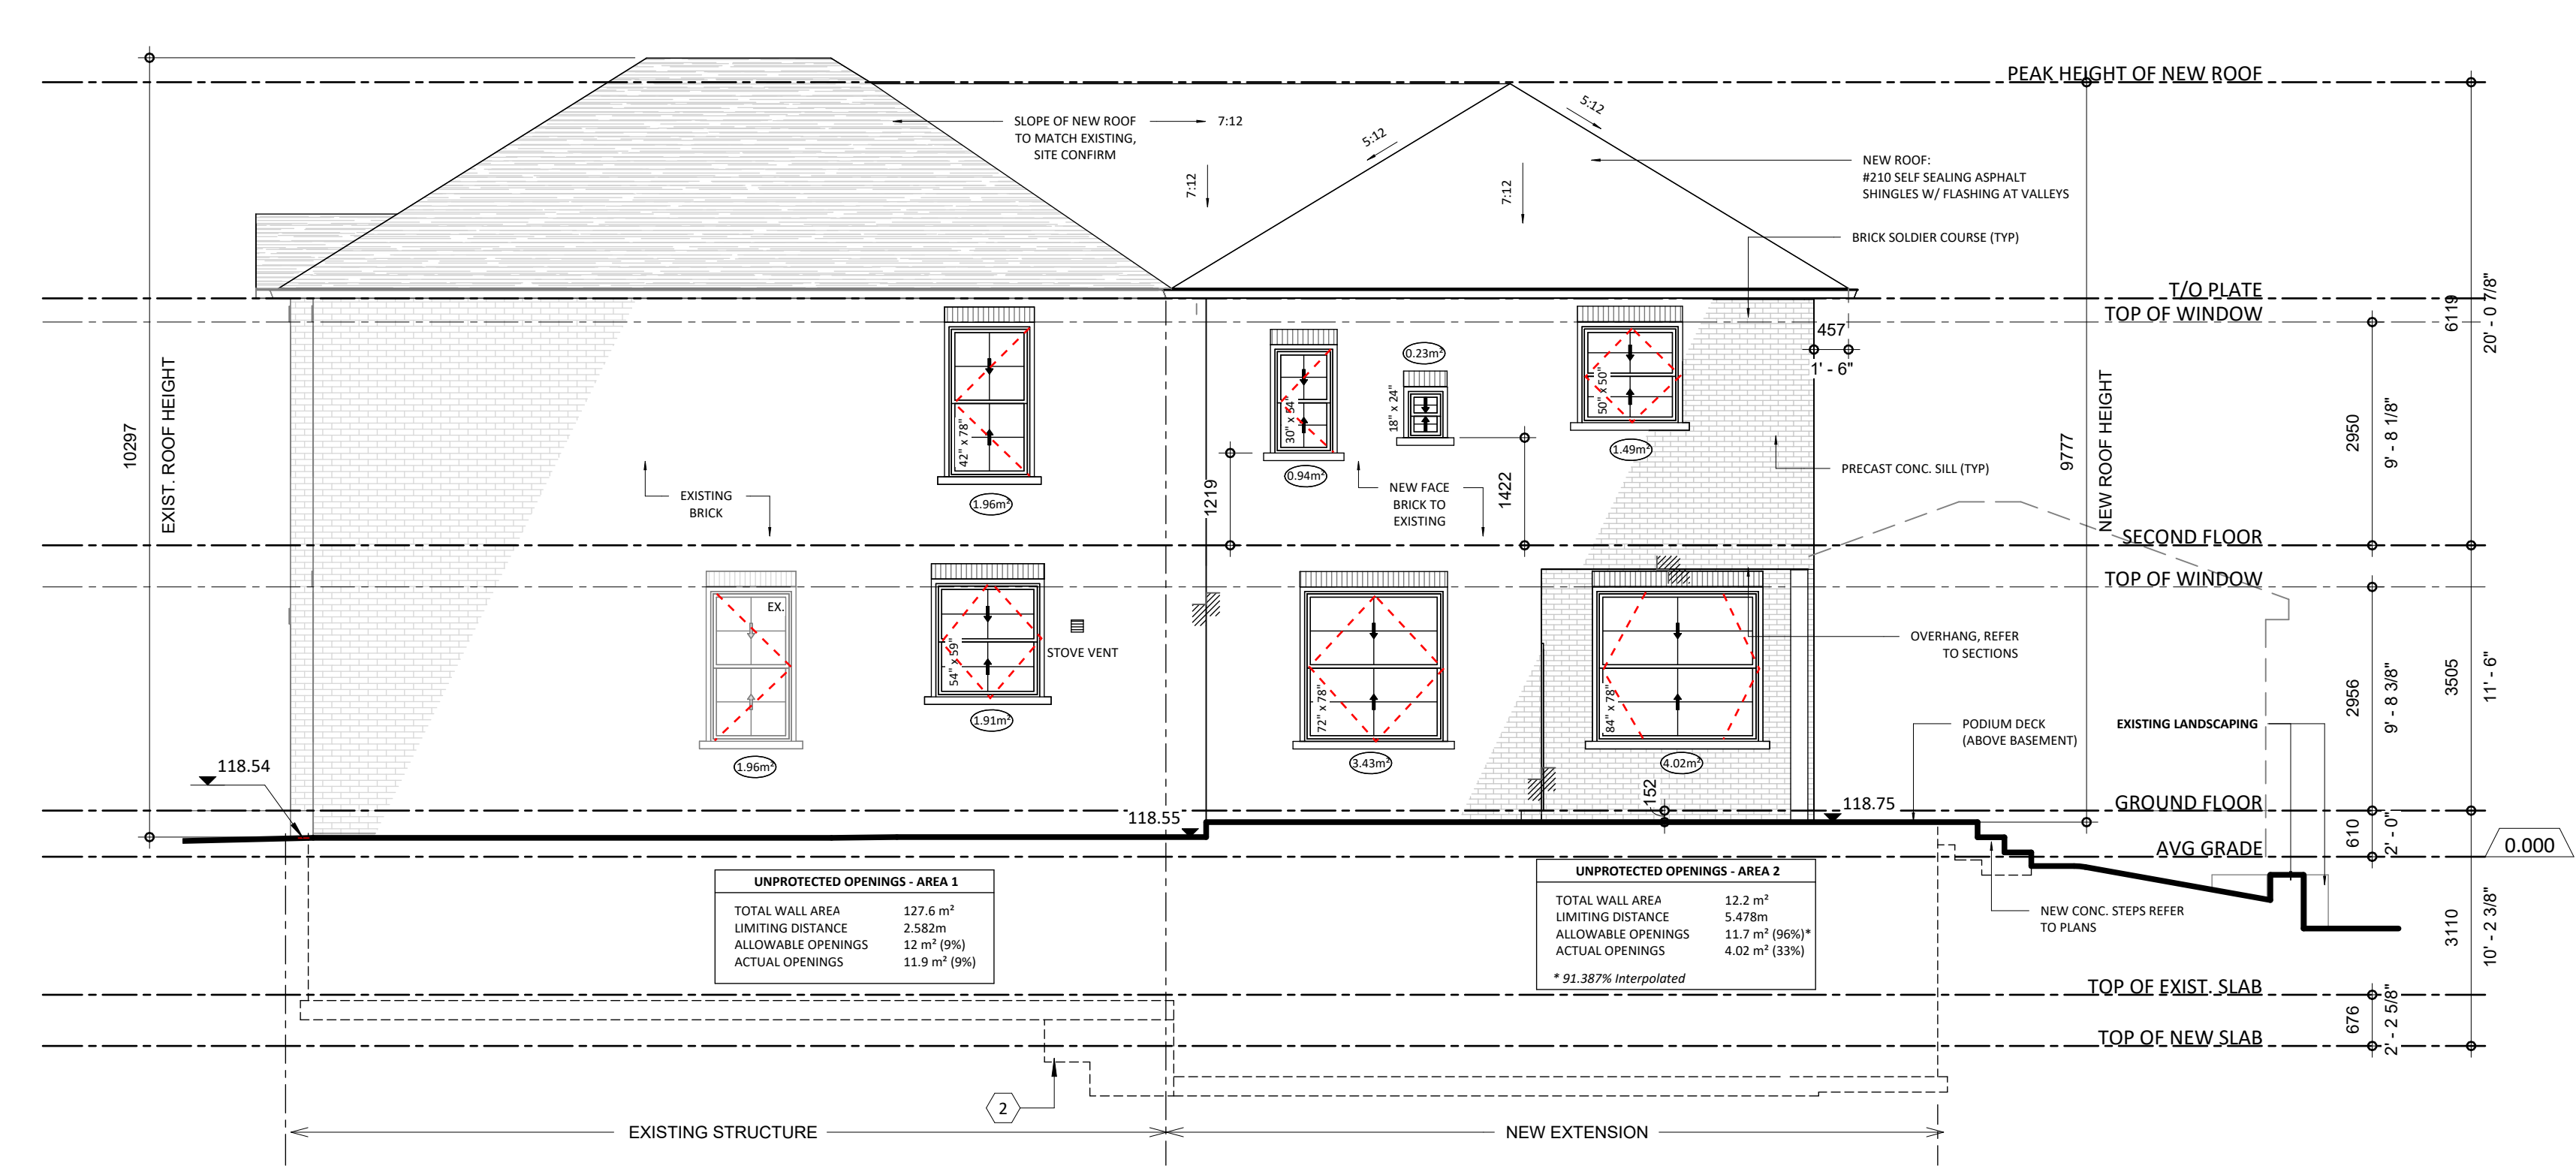 PEAK HEIGHT OF NEW ROOF
SLOPE OF NEW ROOF
TO MATCH EXISTING,
SITE CONFIRM
7:12
7:12
5:12
5:12
7:12
NEW ROOF:
#210 SELF SEALING ASPHALT
SHINGLES W/ FLASHING AT VALLEYS
BRICK SOLDIER COURSE (TYP)
T/O PLATE
TOP OF WINDOW
6119
20' - 0 7/8"
457
1' - 6"
10297
EXIST. ROOF HEIGHT
42" x 78"
1.96m²
30" x 54"
0.94m²
0.23m²
18" x 24"
50" x 50"
1.49m²
1219
1422
EXISTING
BRICK
NEW FACE
BRICK TO
EXISTING
PRECAST CONC. SILL (TYP)
9777
NEW ROOF HEIGHT
2950
9' - 8 1/8"
SECOND FLOOR
TOP OF WINDOW
EX.
1.96m²
54" x 59"
1.91m²
STOVE VENT
72" x 78"
3.43m²
84" x 78"
4.02m²
OVERHANG, REFER
TO SECTIONS
2956
9' - 8 3/8"
3505
11' - 6"
PODIUM DECK
(ABOVE BASEMENT)
EXISTING LANDSCAPING
118.54
118.55
152
118.75
GROUND FLOOR
610
2' - 0"
AVG GRADE
0.000
UNPROTECTED OPENINGS - AREA 1
TOTAL WALL AREA 127.6 m²
LIMITING DISTANCE 2.582m
ALLOWABLE OPENINGS 12 m² (9%)
ACTUAL OPENINGS 11.9 m² (9%)
UNPROTECTED OPENINGS - AREA 2
TOTAL WALL AREA 12.2 m²
LIMITING DISTANCE 5.478m
ALLOWABLE OPENINGS 11.7 m² (96%)*
ACTUAL OPENINGS 4.02 m² (33%)
* 91.387% Interpolated
NEW CONC. STEPS REFER
TO PLANS
3110
10' - 2 3/8"
TOP OF EXIST. SLAB
676
2' - 2 5/8"
TOP OF NEW SLAB
2
EXISTING STRUCTURE
NEW EXTENSION